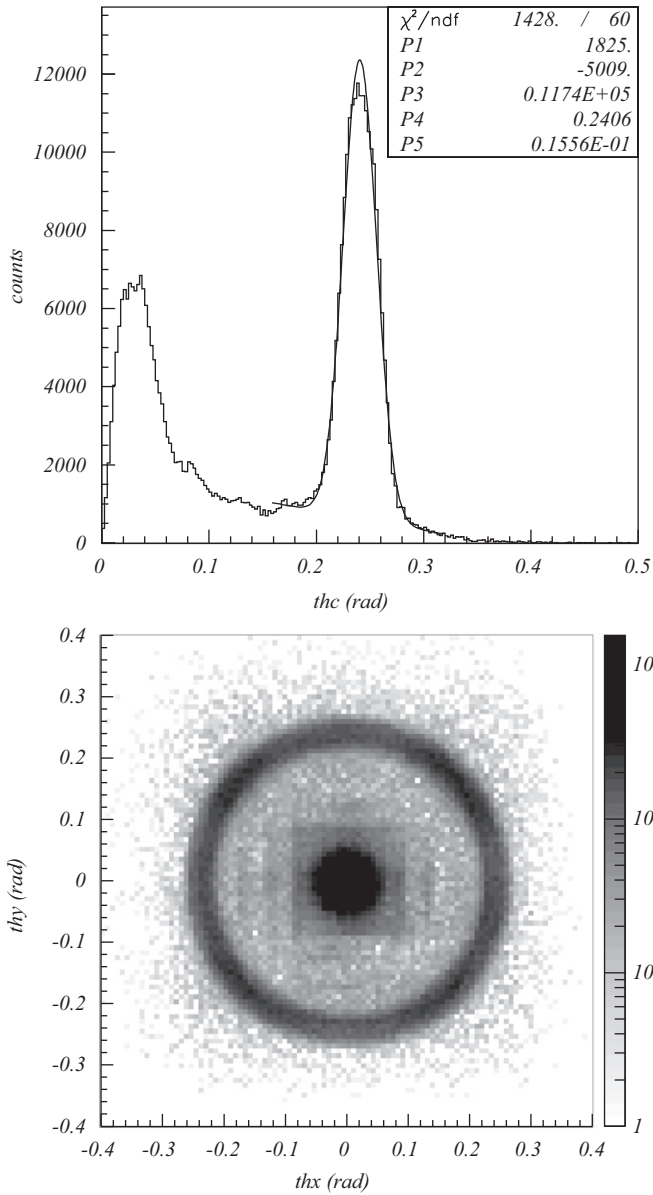 χ²/ndf 1428. / 60
P1 1825.
P2 -5009.
P3 0.1174E+05
P4 0.2406
P5 0.1556E-01
12000
10000
8000
6000
4000
2000
0
counts
0 0.1 0.2 0.3 0.4 0.5
thc (rad)
0.4
0.3
0.2
0.1
0
-0.1
-0.2
-0.3
-0.4
thy (rad)
-0.4 -0.3 -0.2 -0.1 0 0.1 0.2 0.3 0.4
thx (rad)
10
10
10
1